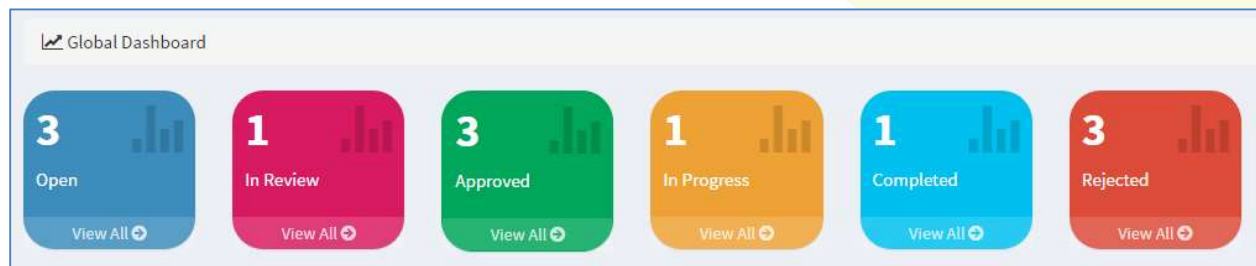 Global Dashboard
3
Open
View All
1
In Review
View All
3
Approved
View All
1
In Progress
View All
1
Completed
View All
3
Rejected
View All